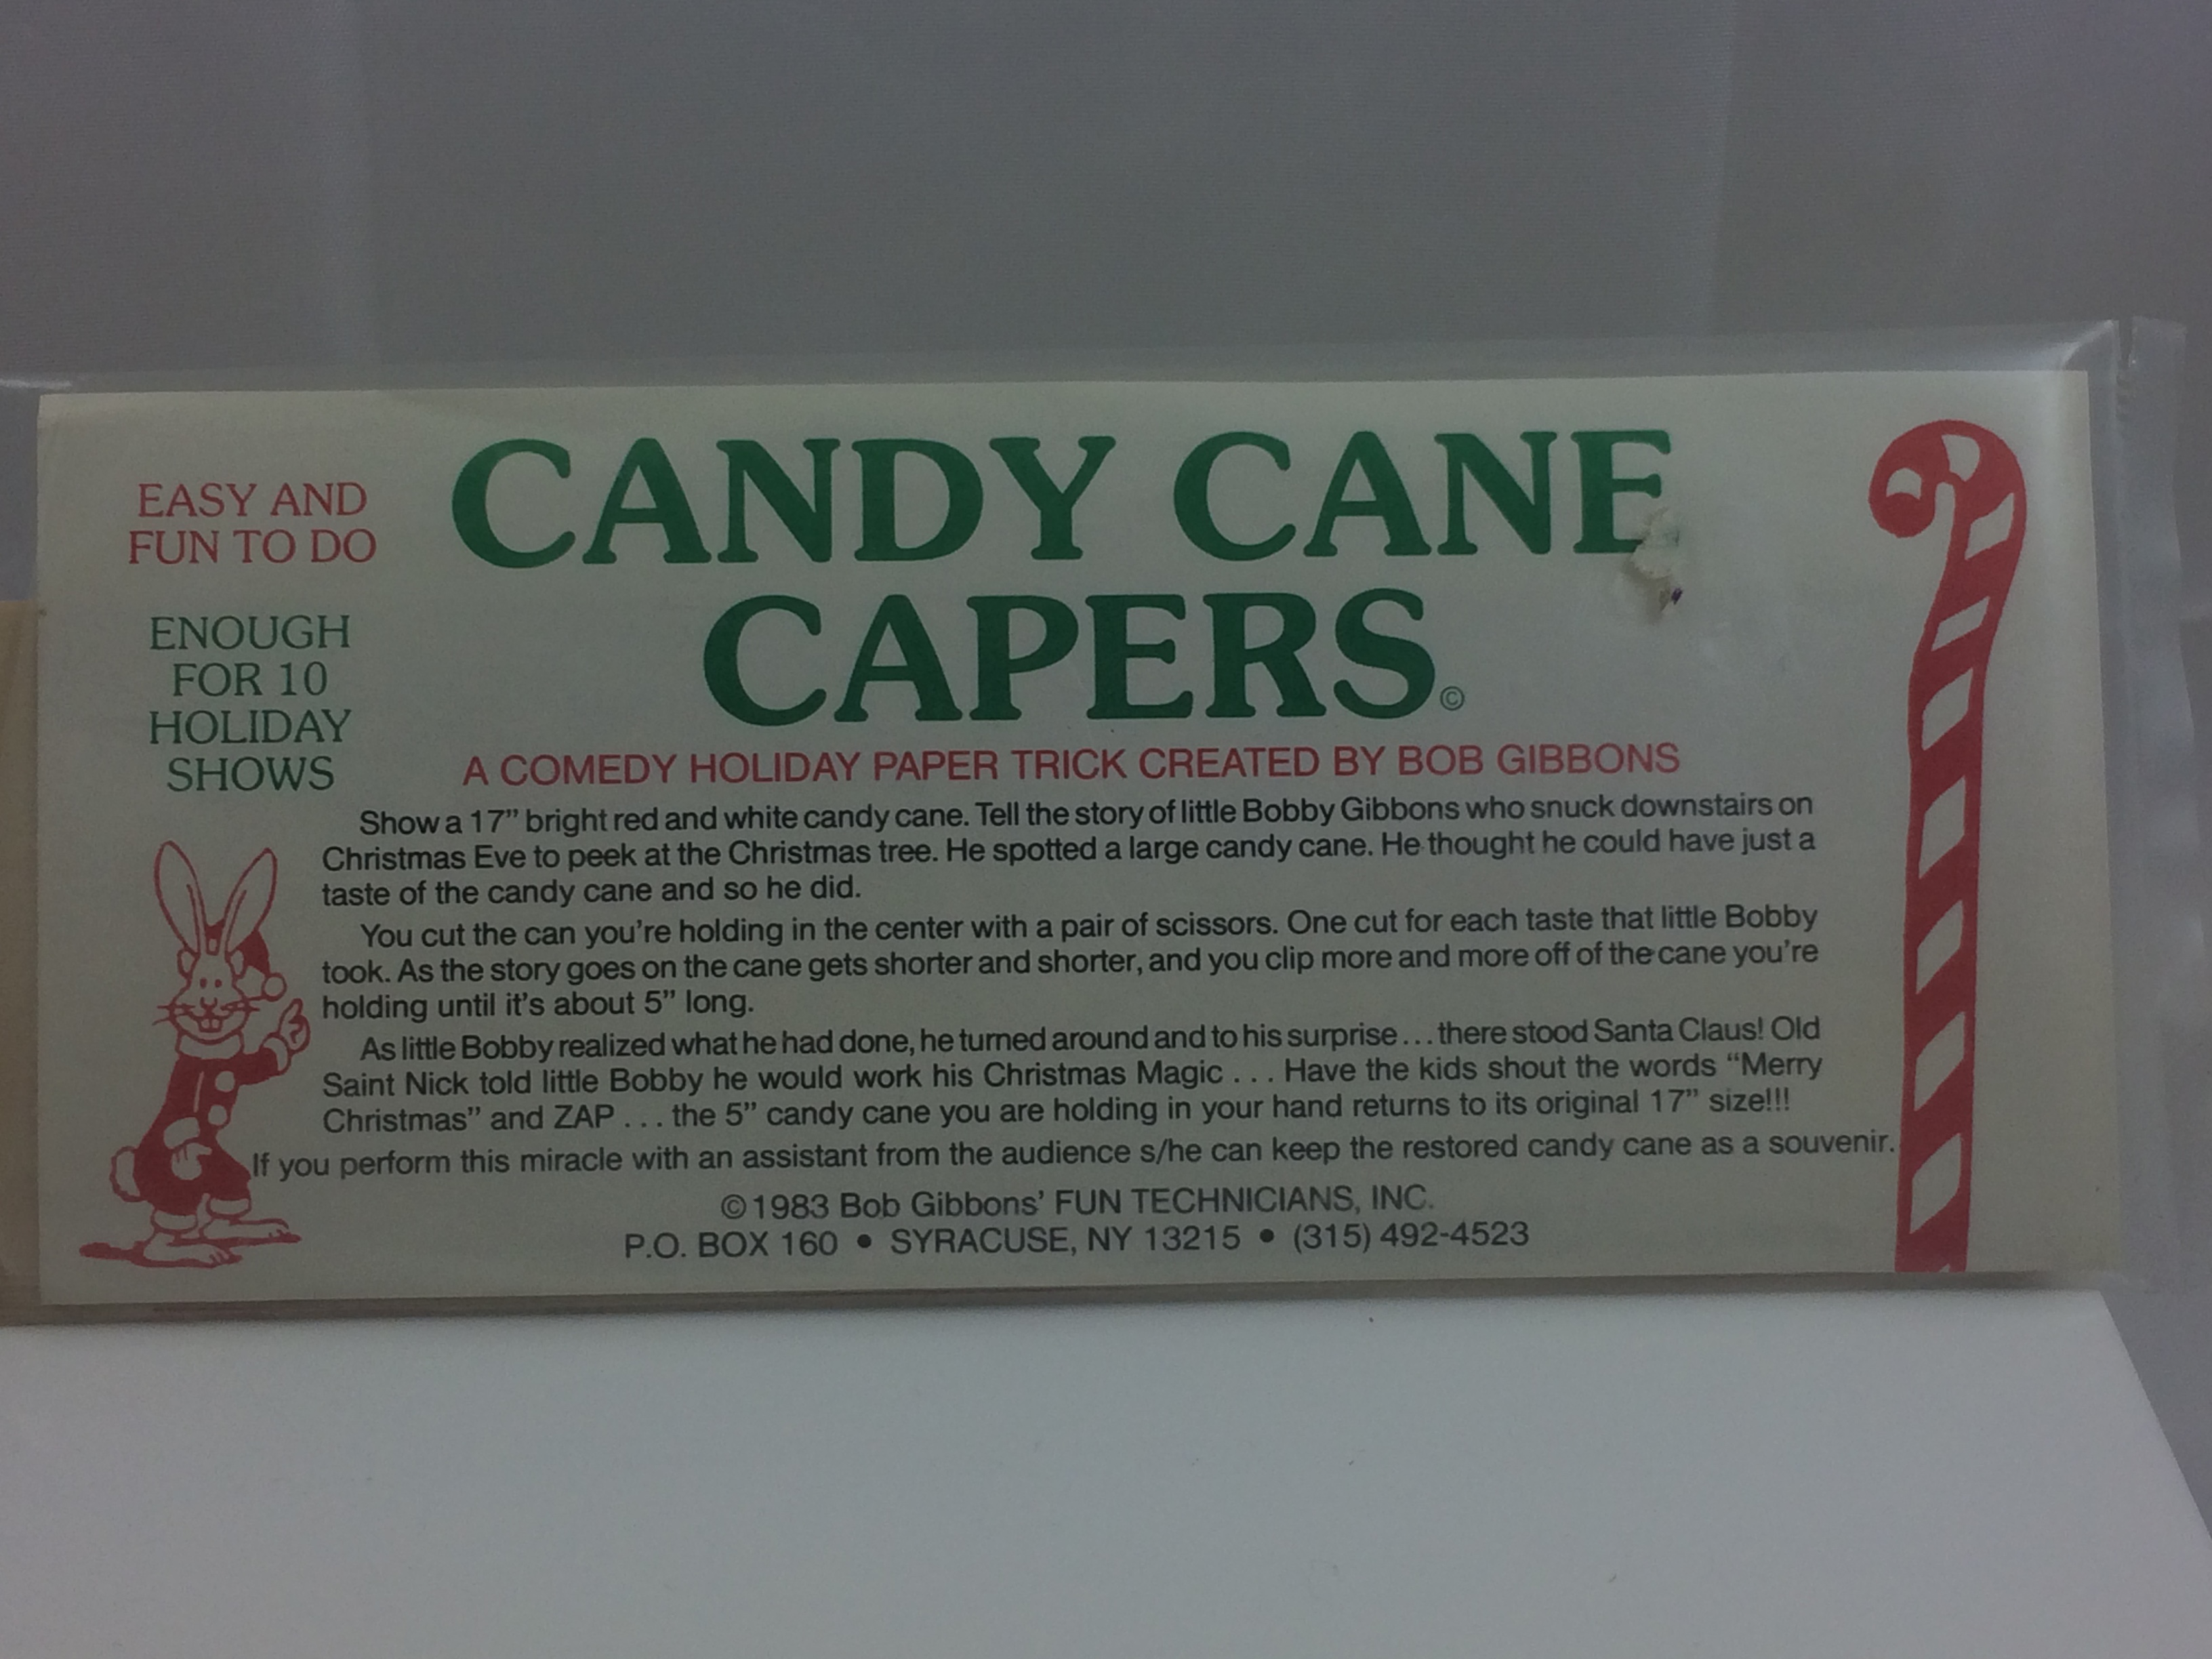 EASY AND
FUN TO DO
ENOUGH
FOR 10
HOLIDAY
SHOWS
CANDY CANE
CAPERS©
A COMEDY HOLIDAY PAPER TRICK CREATED BY BOB GIBBONS
Show a 17” bright red and white candy cane. Tell the story of little Bobby Gibbons who snuck downstairs on
Christmas Eve to peek at the Christmas tree. He spotted a large candy cane. He thought he could have just a
taste of the candy cane and so he did.
You cut the can you’re holding in the center with a pair of scissors. One cut for each taste that little Bobby
took. As the story goes on the cane gets shorter and shorter, and you clip more and more off of the cane you’re
holding until it’s about 5” long.
As little Bobby realized what he had done, he turned around and to his surprise...there stood Santa Claus! Old
Saint Nick told little Bobby he would work his Christmas Magic . . . Have the kids shout the words “Merry
Christmas” and ZAP . . . the 5” candy cane you are holding in your hand returns to its original 17” size!!!
If you perform this miracle with an assistant from the audience s/he can keep the restored candy cane as a souvenir.
©1983 Bob Gibbons’ FUN TECHNICIANS, INC.
P.O. BOX 160 • SYRACUSE, NY 13215 • (315) 492-4523